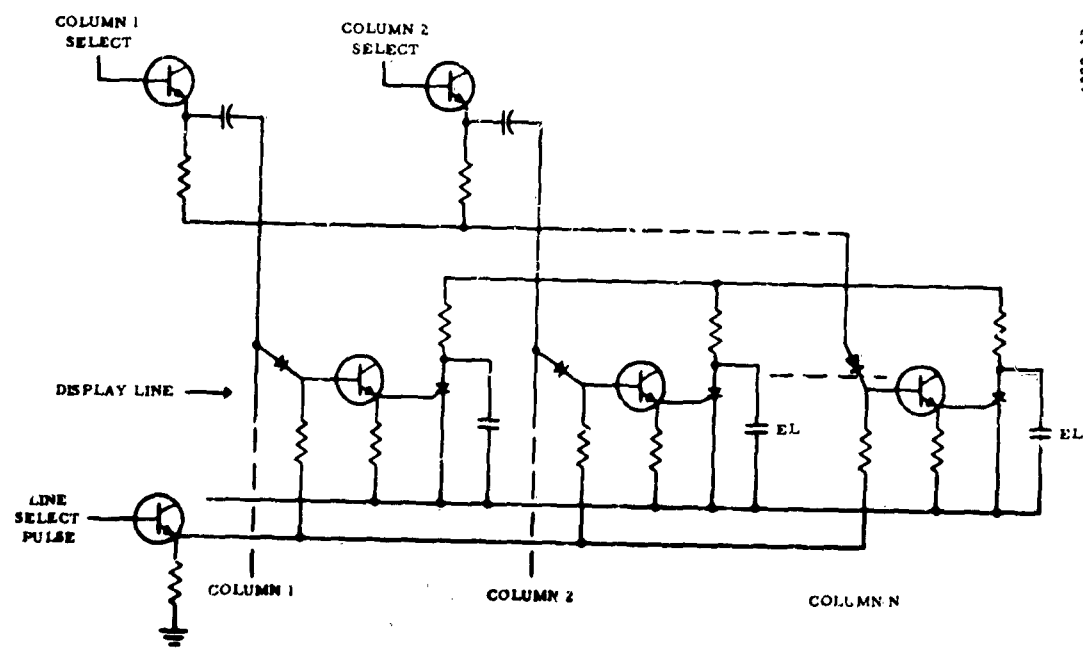 COLUMN 1
SELECT
COLUMN 2
SELECT
DISPLAY LINE
EL
EL
LINE
SELECT
PULSE
COLUMN 1
COLUMN 2
COLUMN N